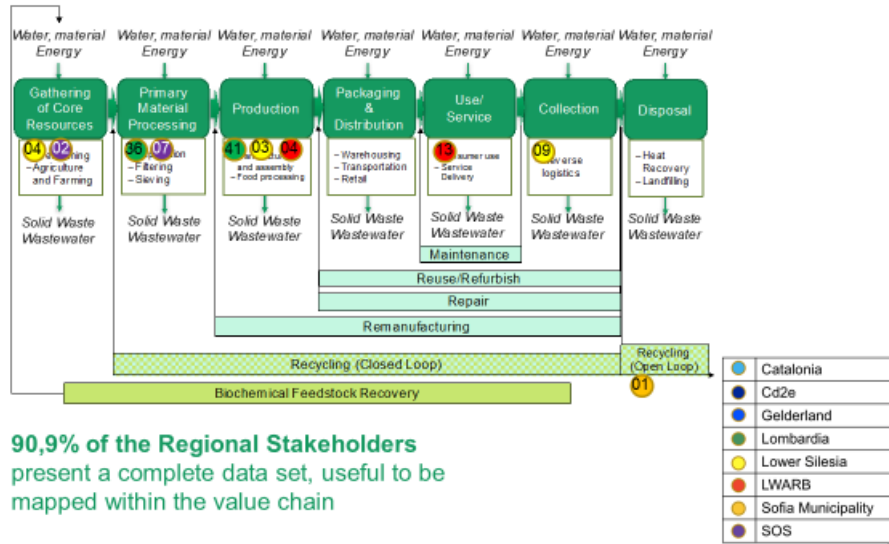 Water, material Energy
Water, material Energy
Water, material Energy
Water, material Energy
Water, material Energy
Water, material Energy
Water, material Energy
Gathering of Core Resources
Primary Material Processing
Production
Packaging & Distribution
Use/ Service
Collection
Disposal
04 02
– Agriculture and Farming
36 07
– Filtering
– Sieving
41 03 04
and assembly
– Food processing
– Warehousing
– Transportation
– Retail
13
– Service Delivery
09
logistics
– Heat Recovery
– Landfilling
Solid Waste Wastewater
Solid Waste Wastewater
Solid Waste Wastewater
Solid Waste Wastewater
Solid Waste Wastewater
Solid Waste Wastewater
Solid Waste Wastewater
Maintenance
Reuse/Refurbish
Repair
Remanufacturing
Recycling (Closed Loop)
Recycling (Open Loop)
01
Biochemical Feedstock Recovery
90,9% of the Regional Stakeholders
present a complete data set, useful to be
mapped within the value chain
Catalonia
Cd2e
Gelderland
Lombardia
Lower Silesia
LWARB
Sofia Municipality
SOS